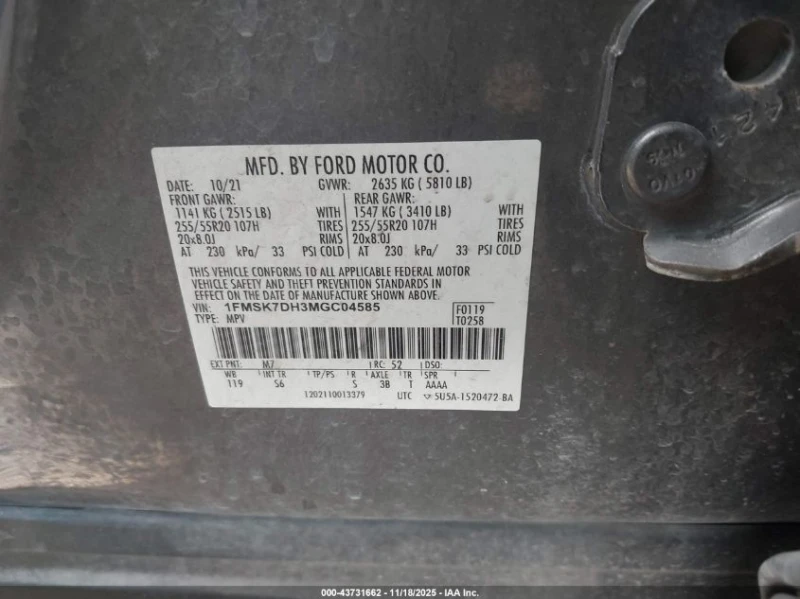 MFD. BY FORD MOTOR CO.
DATE: 10/21 GVWR: 2635 KG ( 5810 LB)
FRONT GAWR: REAR GAWR:
1141 KG ( 2515 LB) WITH 1547 KG ( 3410 LB) WITH
255/55R20 107H TIRES 255/55R20 107H TIRES
20x8.0J RIMS 20x8.0J RIMS
AT 230 kPa/ 33 PSI COLD AT 230 kPa/ 33 PSI COLD
THIS VEHICLE CONFORMS TO ALL APPLICABLE FEDERAL MOTOR
VEHICLE SAFETY AND THEFT PREVENTION STANDARDS IN
EFFECT ON THE DATE OF MANUFACTURE SHOWN ABOVE.
VIN: 1FMSK7DH3MGC04585 F0119
TYPE: MPV T0258
EXT PNT: M7 RC: 52 DSO:
WB INT TR TP/PS R AXLE TR SPR
119 S6 S 3B T AAAA
1202110013379 UTC 5U5A-1520472-BA
000-43731662 - 11/18/2025 - IAA Inc.